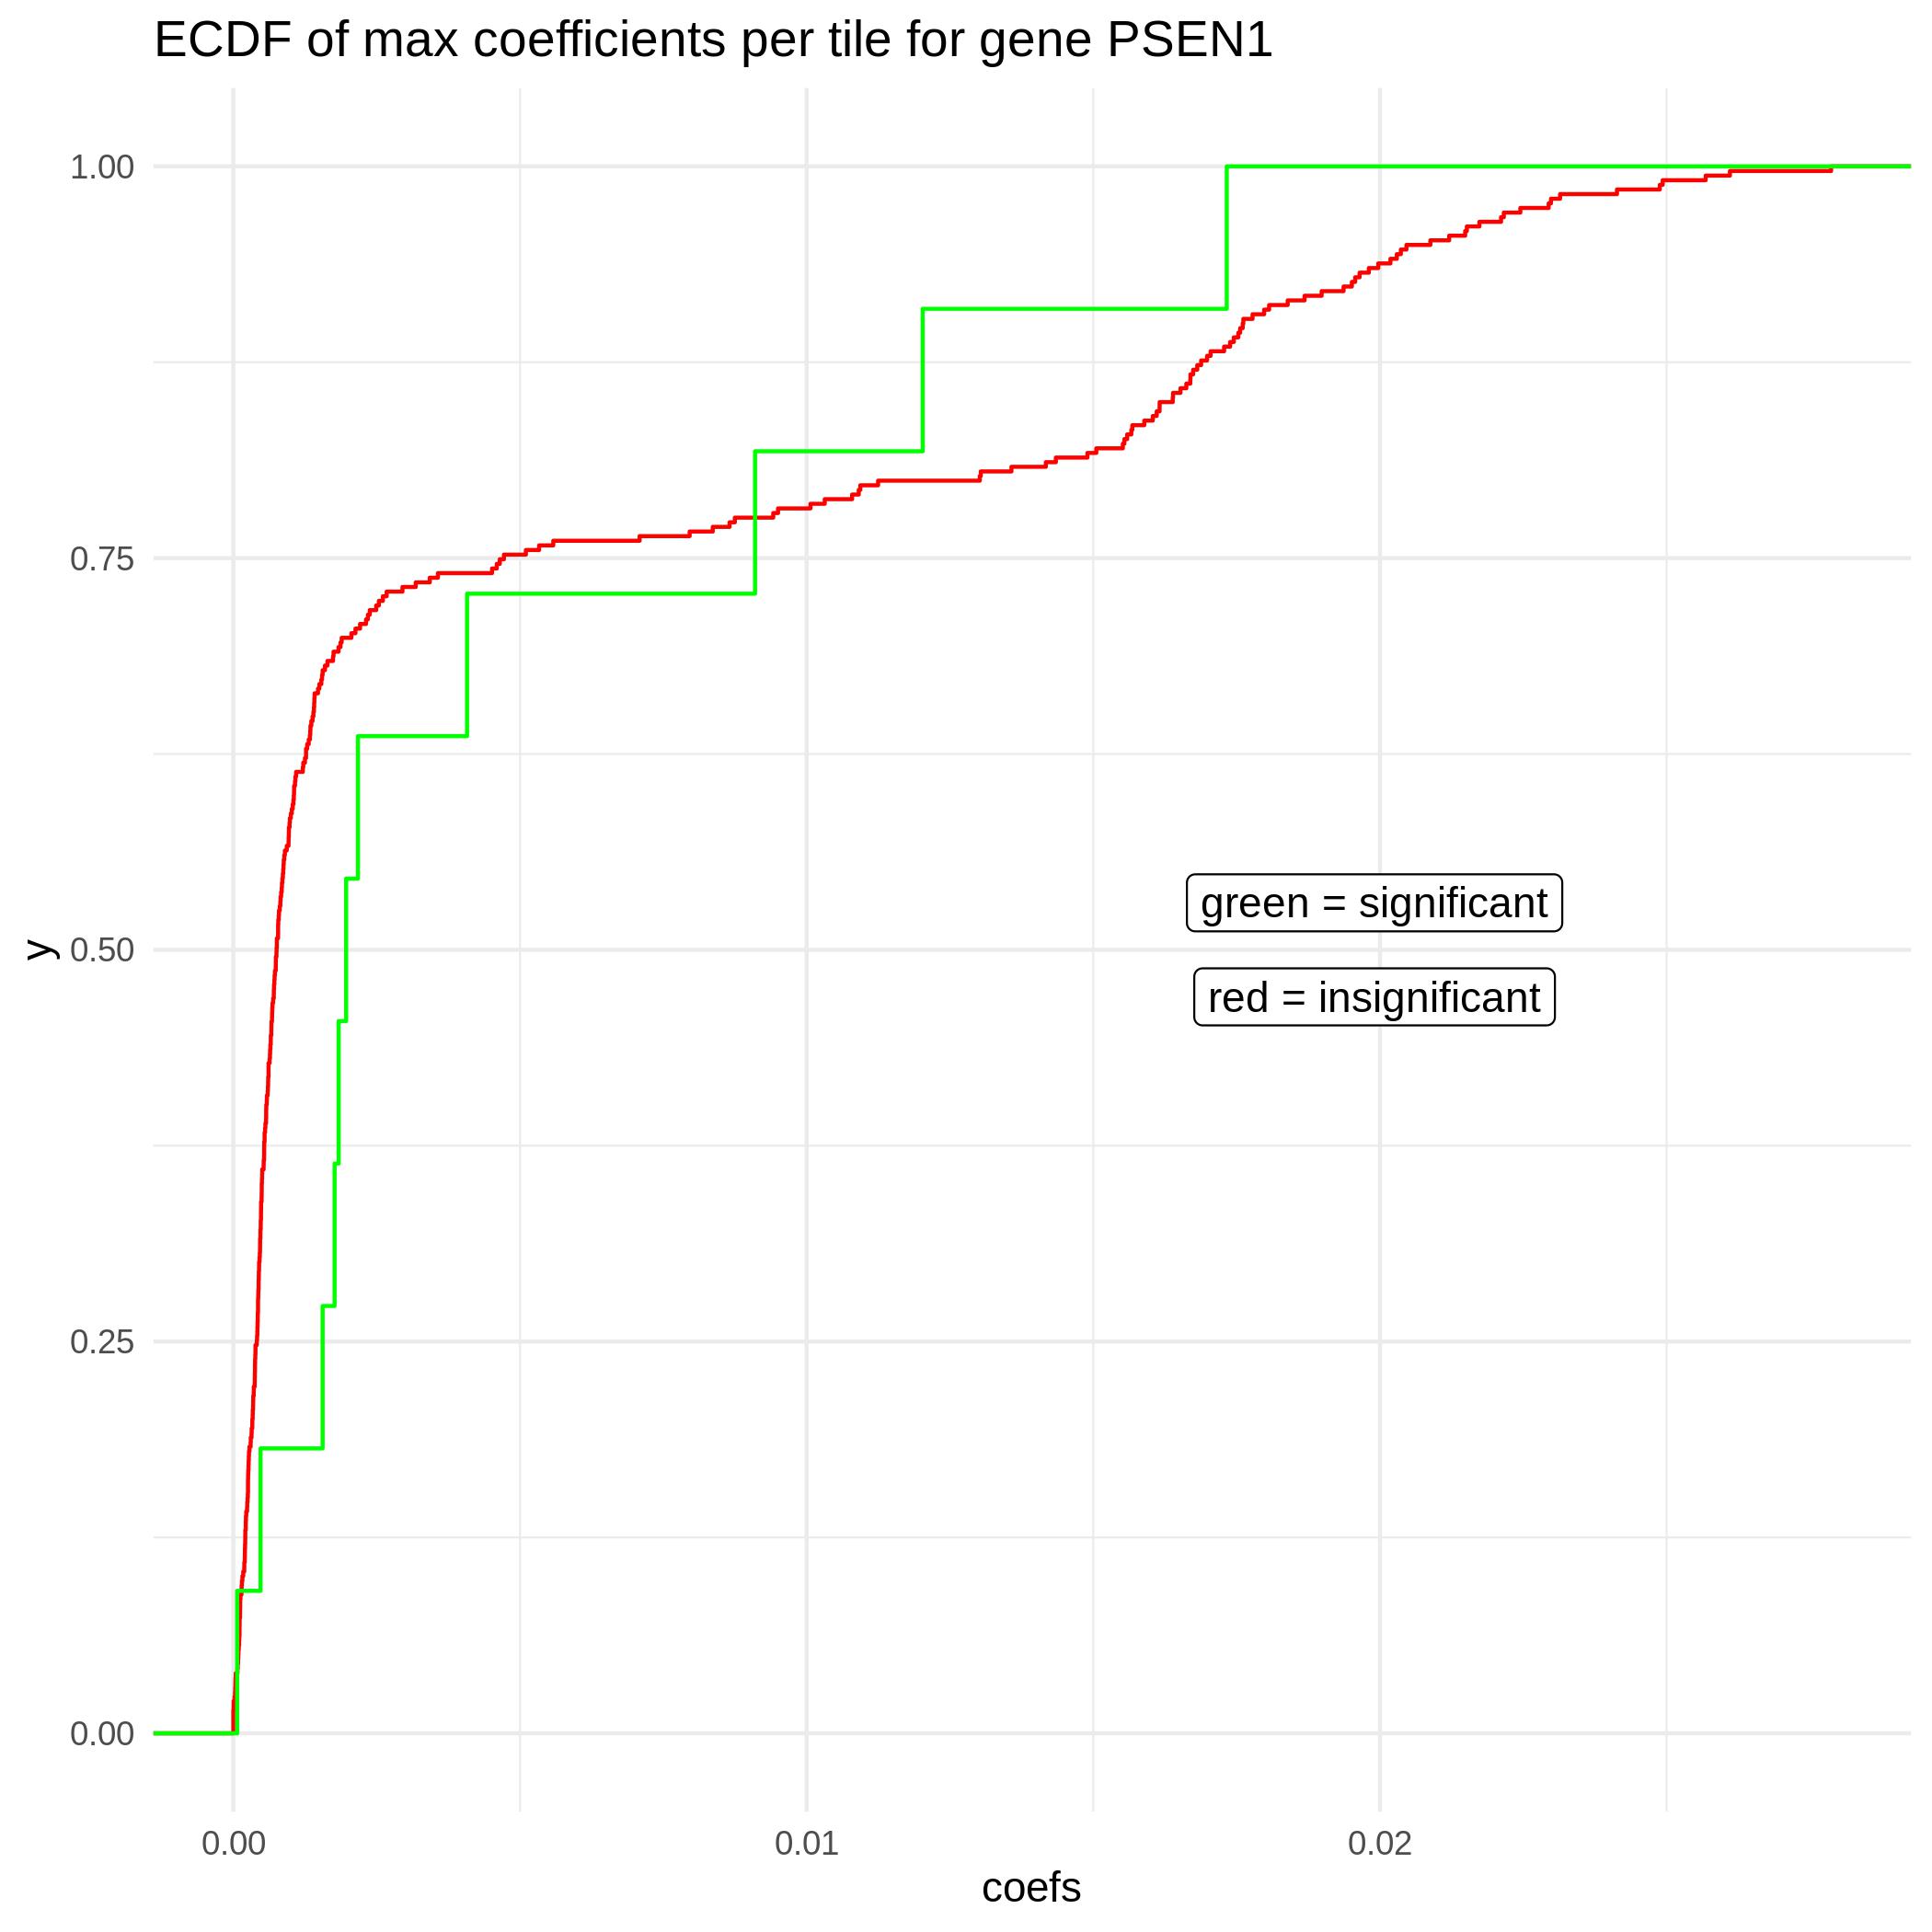 ECDF of max coefficients per tile for gene PSEN1
1.00
0.75
0.50
0.25
0.00
y
green = significant
red = insignificant
0.00
0.01
0.02
coefs